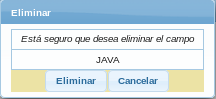 Eliminar
Está seguro que desea eliminar el campo
JAVA
Eliminar Cancelar